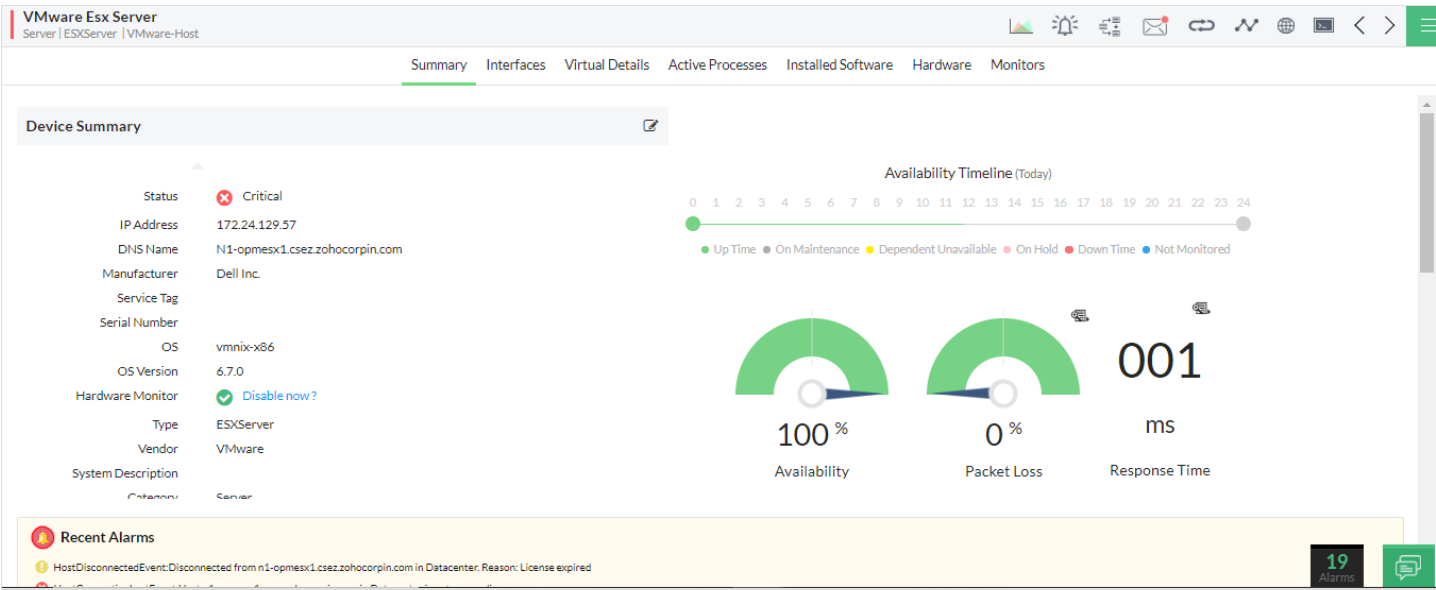 VMware Esx Server
Server | ESXServer | VMware-Host
Summary Interfaces Virtual Details Active Processes Installed Software Hardware Monitors
Device Summary
Status Critical
IP Address 172.24.129.57
DNS Name N1-opmesx1.csez.zohocorpin.com
Manufacturer Dell Inc.
Service Tag
Serial Number
OS vmnix-x86
OS Version 6.7.0
Hardware Monitor Disable now ?
Type ESXServer
Vendor VMware
System Description
Category Server
Availability Timeline (Today)
0 1 2 3 4 5 6 7 8 9 10 11 12 13 14 15 16 17 18 19 20 21 22 23 24
Up Time On Maintenance Dependent Unavailable On Hold Down Time Not Monitored
100 %
Availability
0 %
Packet Loss
001
ms
Response Time
Recent Alarms
HostDisconnectedEvent:Disconnected from n1-opmesx1.csez.zohocorpin.com in Datacenter. Reason: License expired
19
Alarms